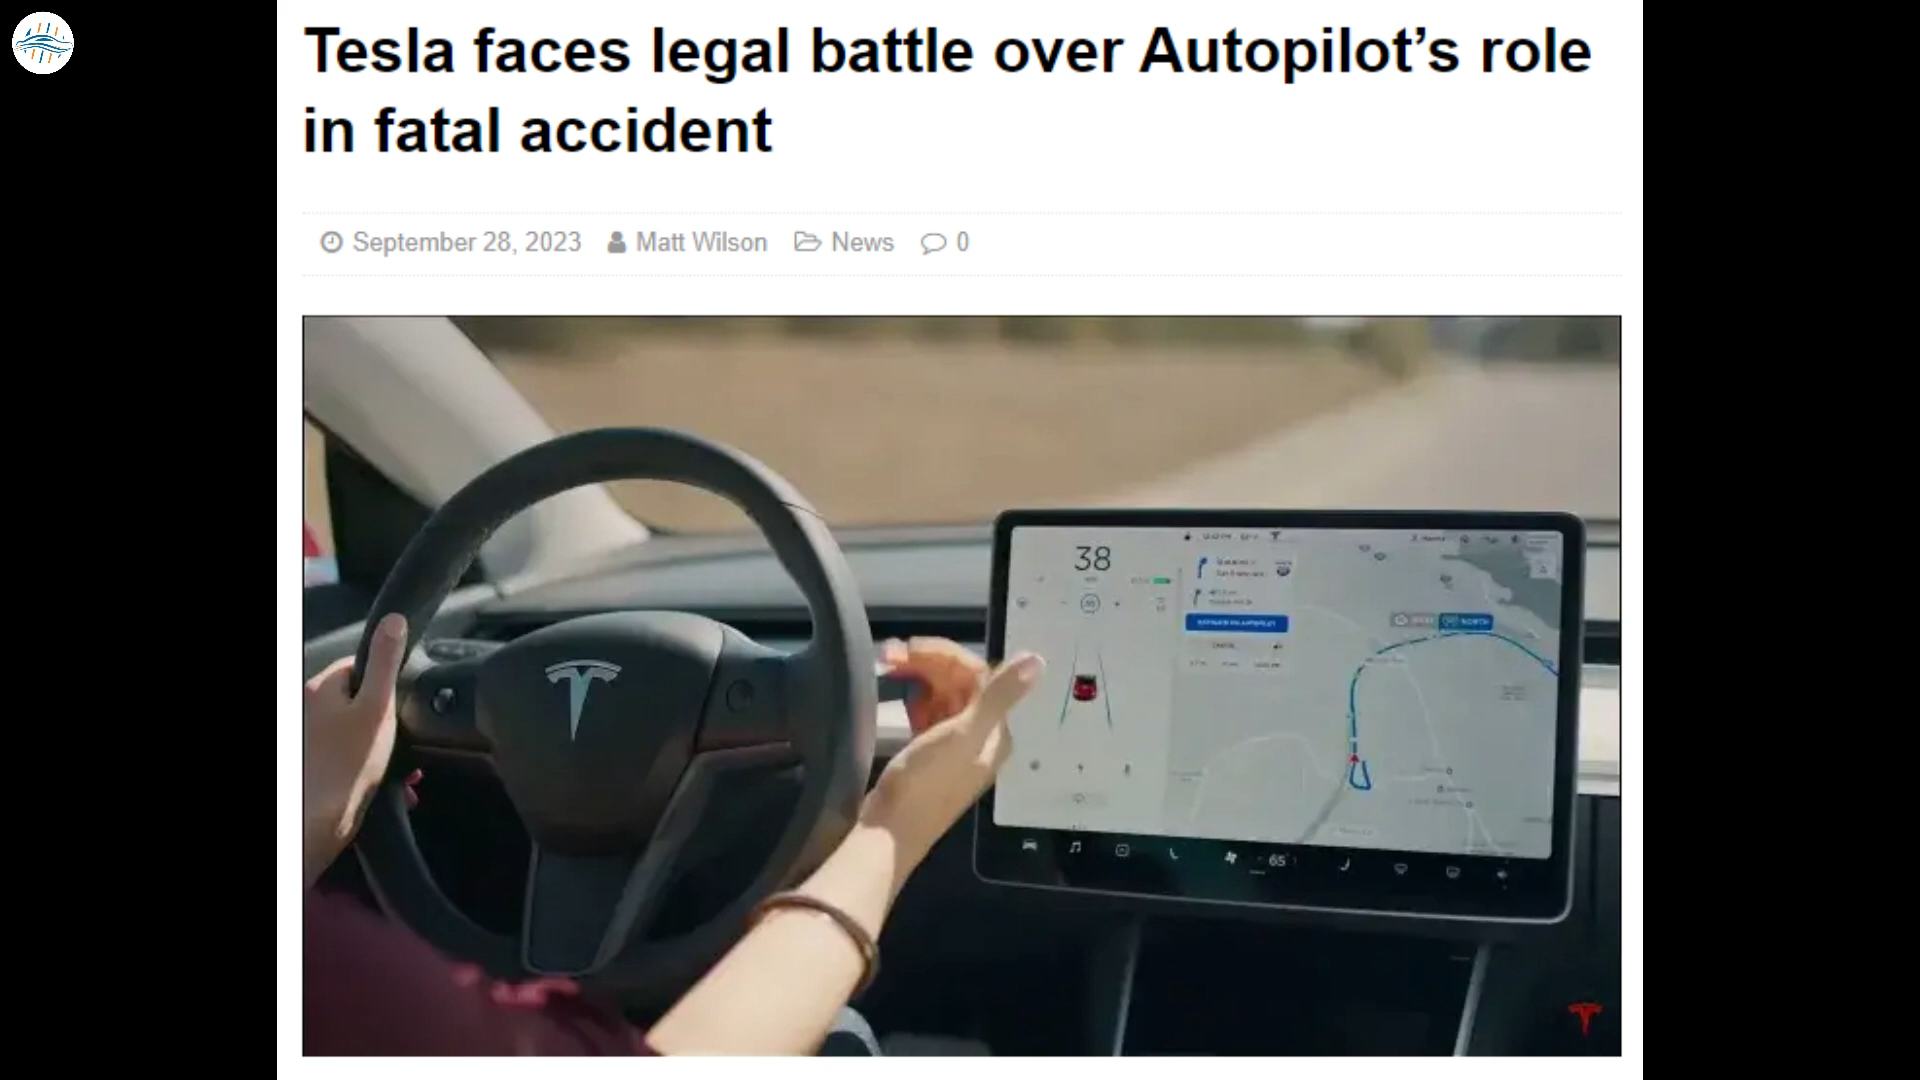 Tesla faces legal battle over Autopilot’s role
in fatal accident
September 28, 2023 Matt Wilson News 0
38
NORTH
65